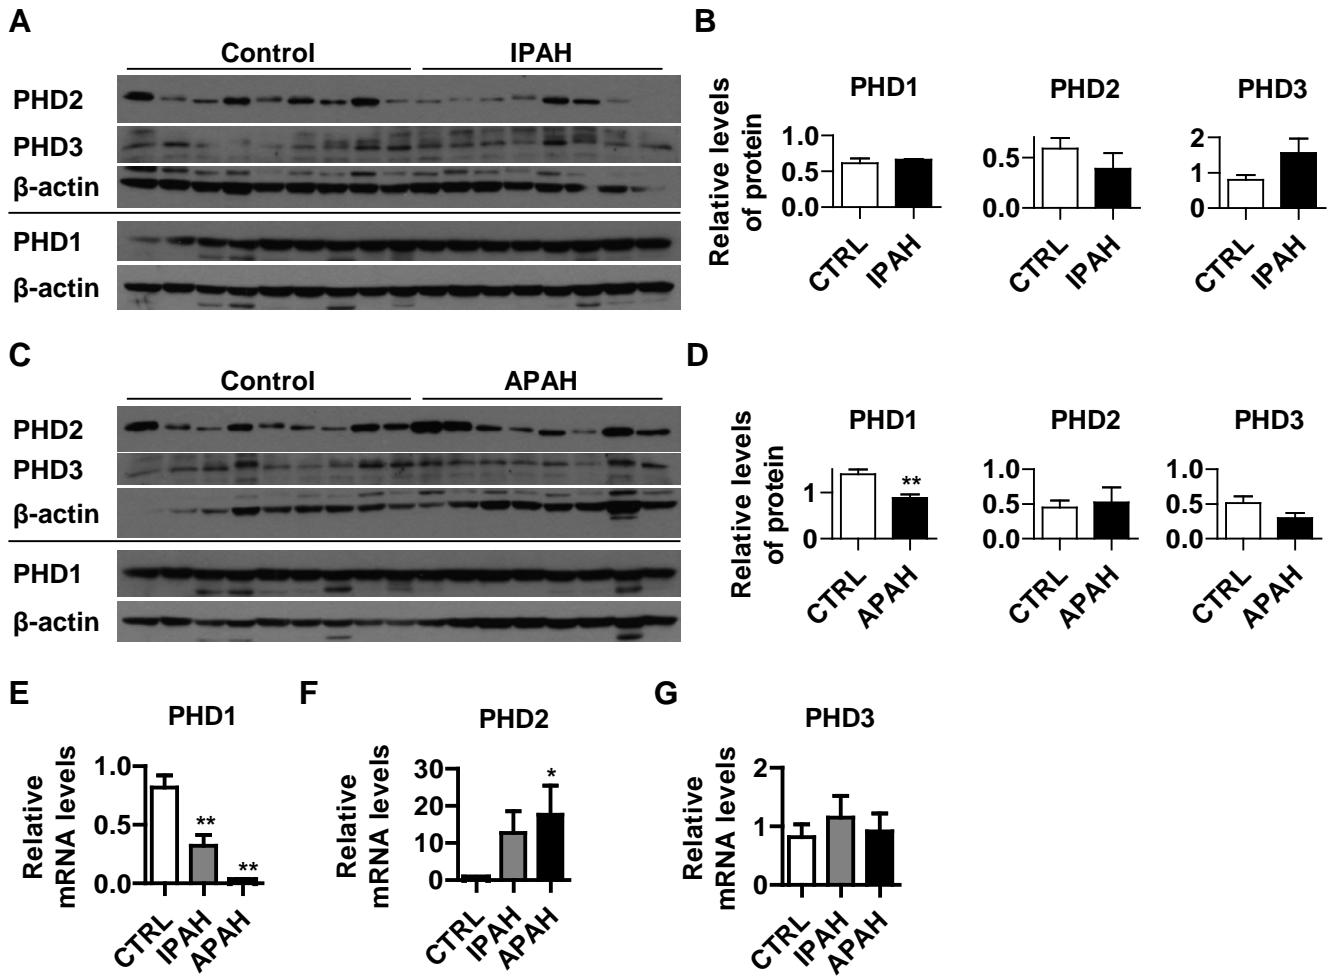 A
Control IPAH
PHD2
PHD3
β-actin
PHD1
β-actin
B
Relative levels
of protein
PHD1
1.0
0.5
0.0
CTRL IPAH
PHD2
0.5
0.0
CTRL IPAH
PHD3
2
1
0
CTRL IPAH
C
Control APAH
PHD2
PHD3
β-actin
PHD1
β-actin
D
Relative levels
of protein
PHD1
1
0
**
CTRL APAH
PHD2
1.0
0.5
0.0
CTRL APAH
PHD3
1.0
0.5
0.0
CTRL APAH
E
PHD1
Relative
mRNA levels
1.0
0.5
0.0
**
**
CTRL IPAH APAH
F
PHD2
Relative
mRNA levels
30
20
10
0
*
CTRL IPAH APAH
G
PHD3
Relative
mRNA levels
2
1
0
CTRL IPAH APAH